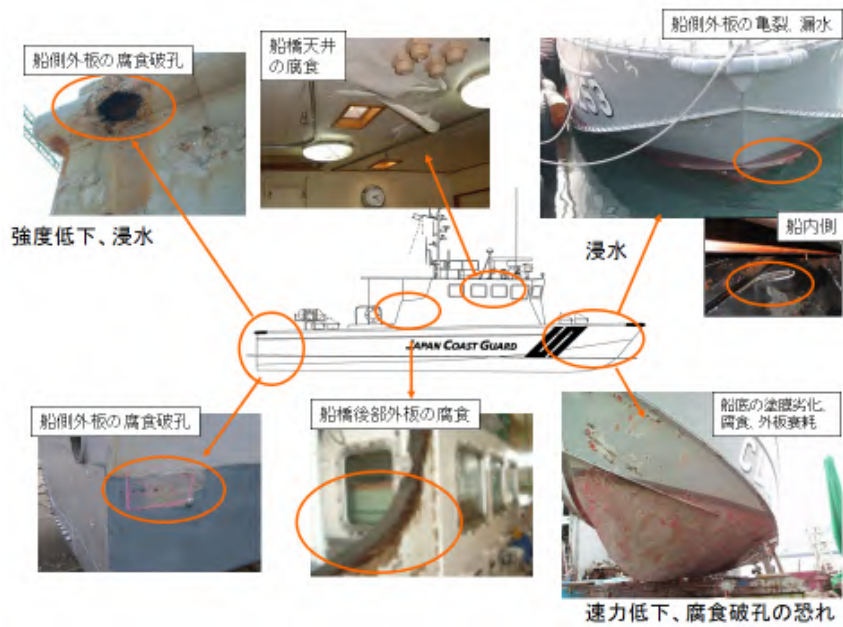 船側外板の腐食破孔
船橋天井
の腐食
船側外板の亀裂、漏水
53
強度低下、浸水
浸水
船内側
JAPAN COAST GUARD
船側外板の腐食破孔
船橋後部外板の腐食
船底の塗膜劣化、
腐食、外板衰耗
CL
速力低下、腐食破孔の恐れ